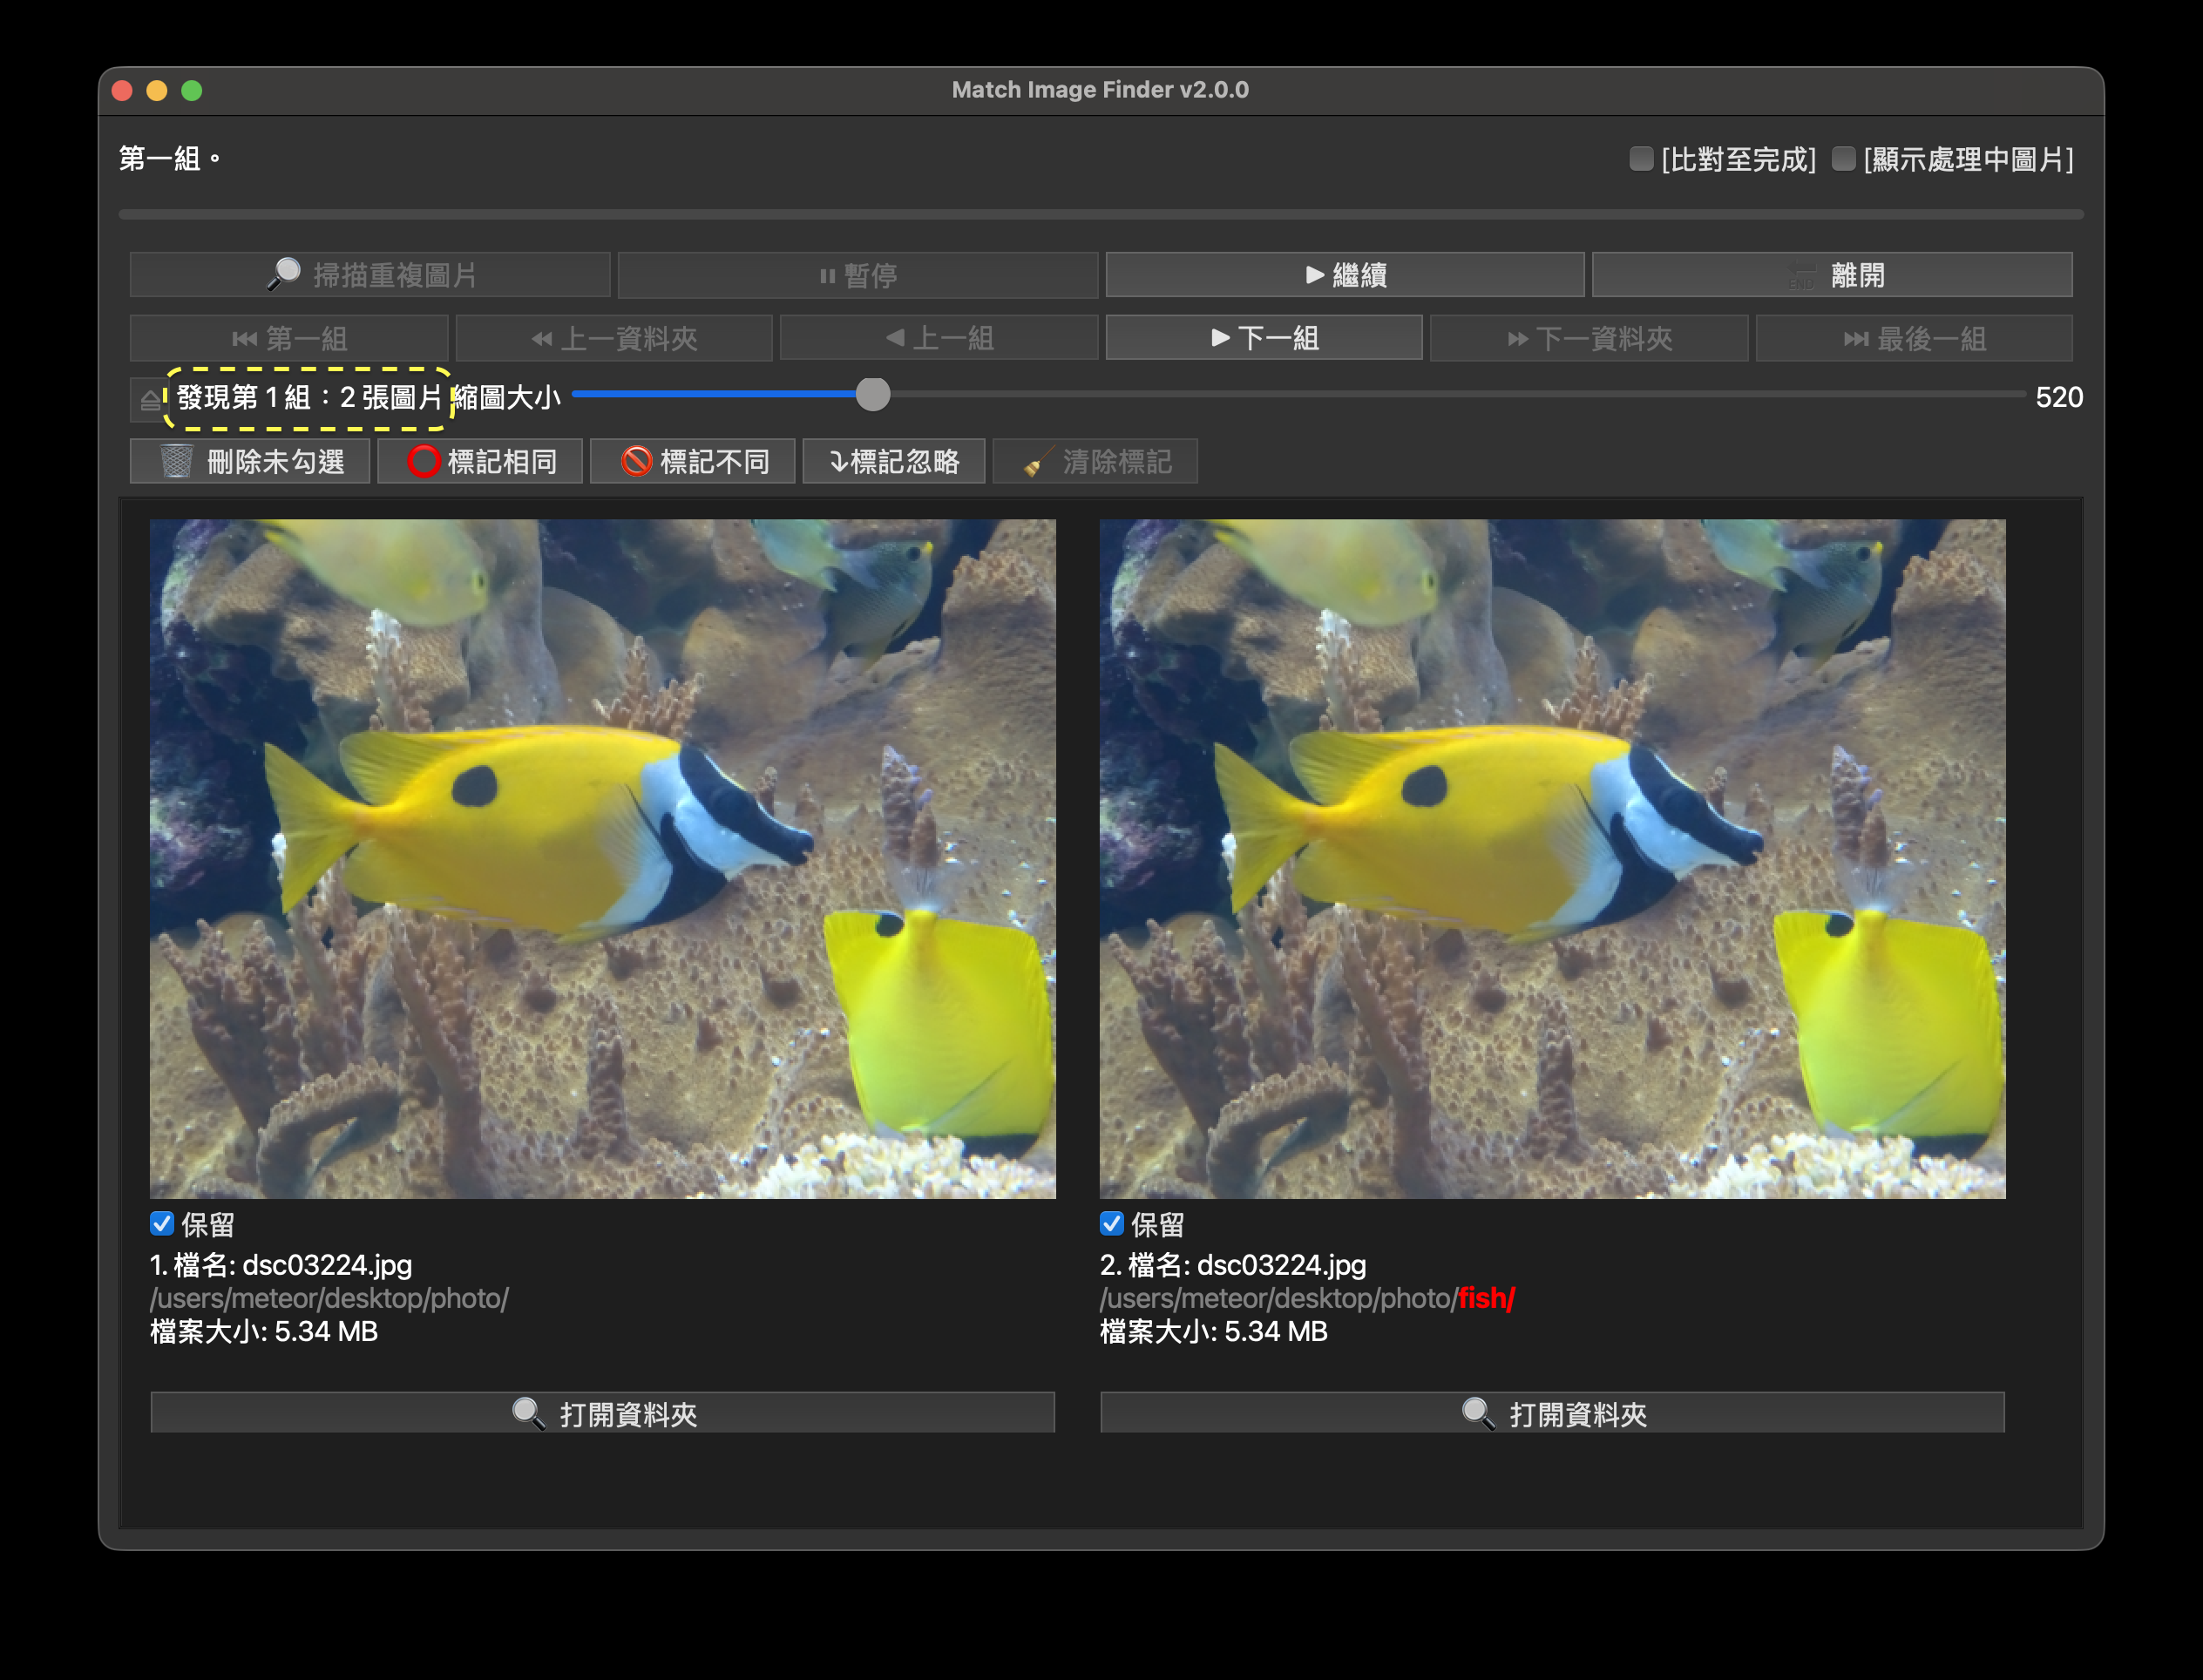 Match Image Finder v2.0.0
第一組。
[比對至完成] [顯示處理中圖片]
掃描重複圖片 暫停 繼續 END 離開
第一組 上一資料夾 上一組 下一組 下一資料夾 最後一組
發現第 1 組：2 張圖片 縮圖大小 520
刪除未勾選 標記相同 標記不同 標記忽略 清除標記
保留
1. 檔名: dsc03224.jpg
/users/meteor/desktop/photo/
檔案大小: 5.34 MB
打開資料夾
保留
2. 檔名: dsc03224.jpg
/users/meteor/desktop/photo/fish/
檔案大小: 5.34 MB
打開資料夾